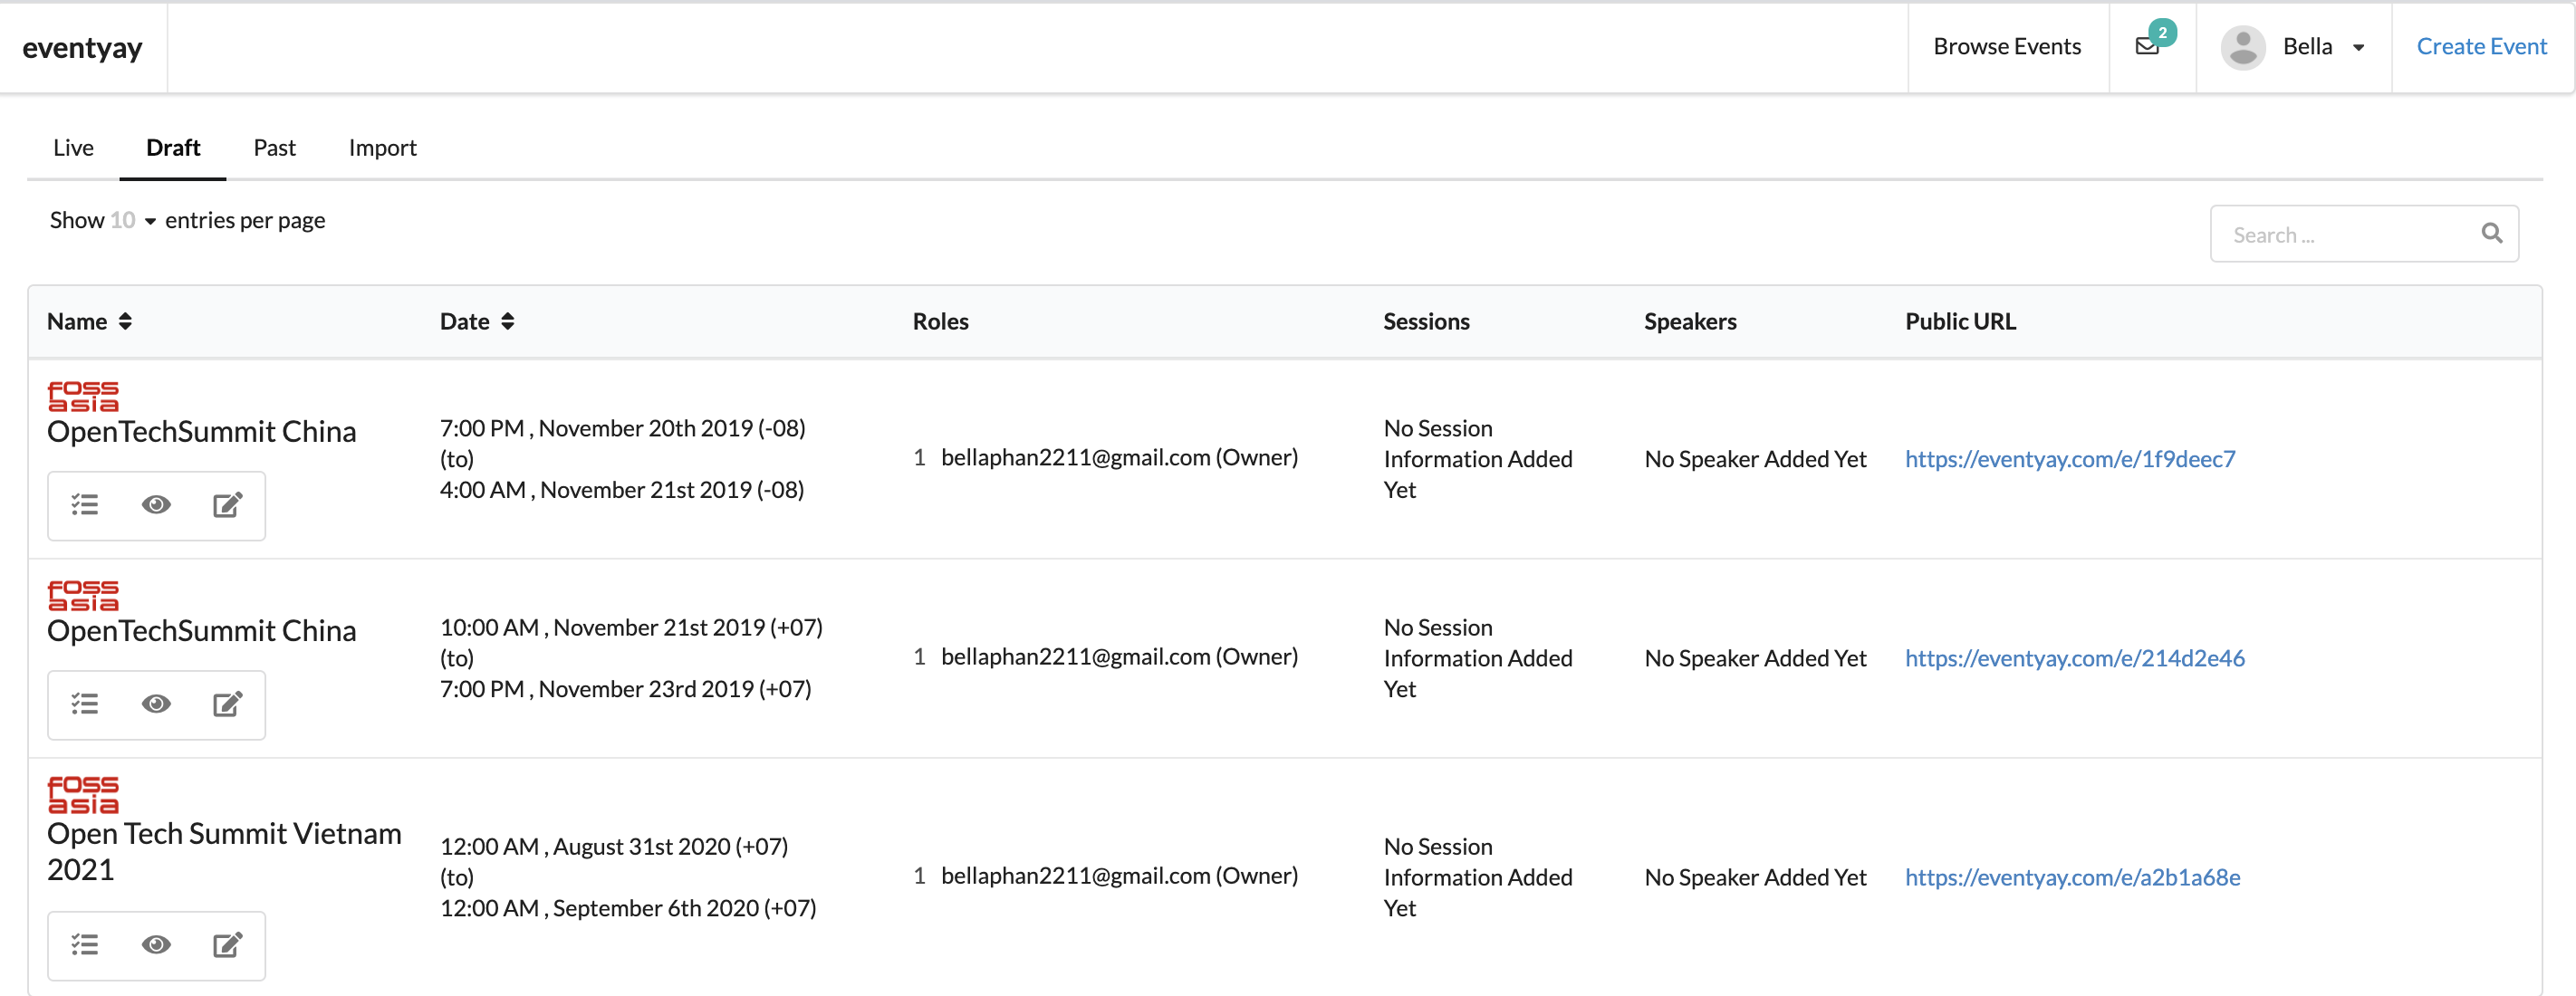 eventyay
Browse Events
2
Bella
Create Event
Live
Draft
Past
Import
Show 10 entries per page
Search ...
Name
Date
Roles
Sessions
Speakers
Public URL
foss
asia
OpenTechSummit China
7:00 PM , November 20th 2019 (-08)
(to)
4:00 AM , November 21st 2019 (-08)
1 bellaphan2211@gmail.com (Owner)
No Session
Information Added
Yet
No Speaker Added Yet
https://eventyay.com/e/1f9deec7
foss
asia
OpenTechSummit China
10:00 AM , November 21st 2019 (+07)
(to)
7:00 PM , November 23rd 2019 (+07)
1 bellaphan2211@gmail.com (Owner)
No Session
Information Added
Yet
No Speaker Added Yet
https://eventyay.com/e/214d2e46
foss
asia
Open Tech Summit Vietnam
2021
12:00 AM , August 31st 2020 (+07)
(to)
12:00 AM , September 6th 2020 (+07)
1 bellaphan2211@gmail.com (Owner)
No Session
Information Added
Yet
No Speaker Added Yet
https://eventyay.com/e/a2b1a68e